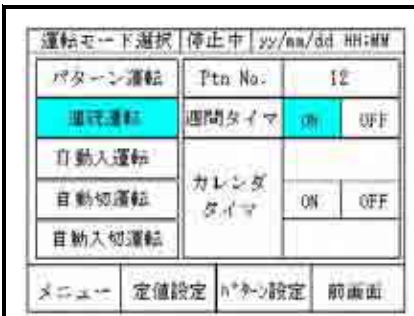 運転モード選択 停止中 yy/mm/dd HH:MM
パターン運転 Ptn No. 12
連続運転 週間タイマ ON OFF
自動入運転
カレンダタイマ
自動切運転 ON OFF
自動入切運転
メニュー 定値設定 パターン設定 前画面